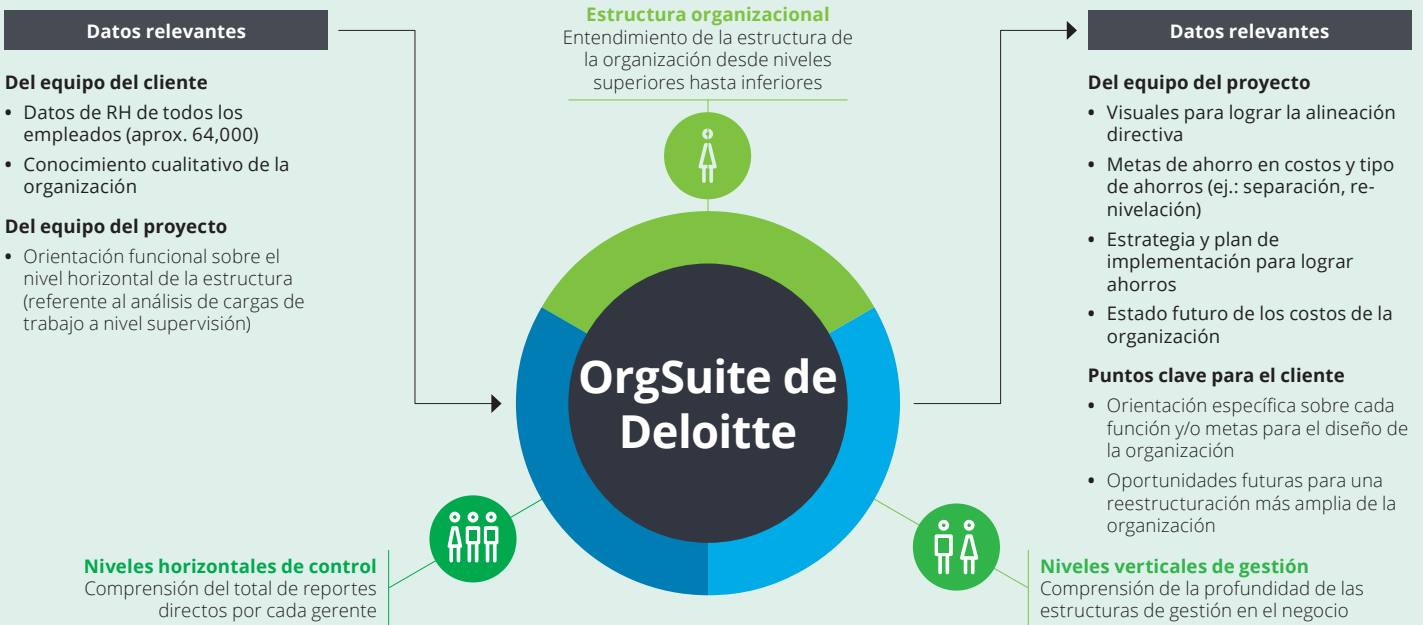 Datos relevantes
Del equipo del cliente
• Datos de RH de todos los
empleados (aprox. 64,000)
• Conocimiento cualitativo de la
organización
Del equipo del proyecto
• Orientación funcional sobre el
nivel horizontal de la estructura
(referente al análisis de cargas de
trabajo a nivel supervisión)
Estructura organizacional
Entendimiento de la estructura de
la organización desde niveles
superiores hasta inferiores
OrgSuite de
Deloitte
Niveles horizontales de control
Comprensión del total de reportes
directos por cada gerente
Niveles verticales de gestión
Comprensión de la profundidad de las
estructuras de gestión en el negocio
Datos relevantes
Del equipo del proyecto
• Visuales para lograr la alineación
directiva
• Metas de ahorro en costos y tipo
de ahorros (ej.: separación, re-
nivelación)
• Estrategia y plan de
implementación para lograr
ahorros
• Estado futuro de los costos de la
organización
Puntos clave para el cliente
• Orientación específica sobre cada
función y/o metas para el diseño de
la organización
• Oportunidades futuras para una
reestructuración más amplia de la
organización